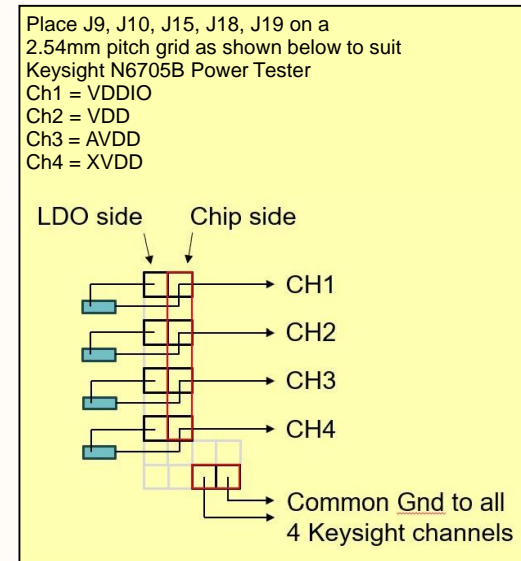 Place J9, J10, J15, J18, J19 on a
2.54mm pitch grid as shown below to suit
Keysight N6705B Power Tester
Ch1 = VDDIO
Ch2 = VDD
Ch3 = AVDD
Ch4 = XVDD
LDO side Chip side
CH1
CH2
CH3
CH4
Common Gnd to all
4 Keysight channels